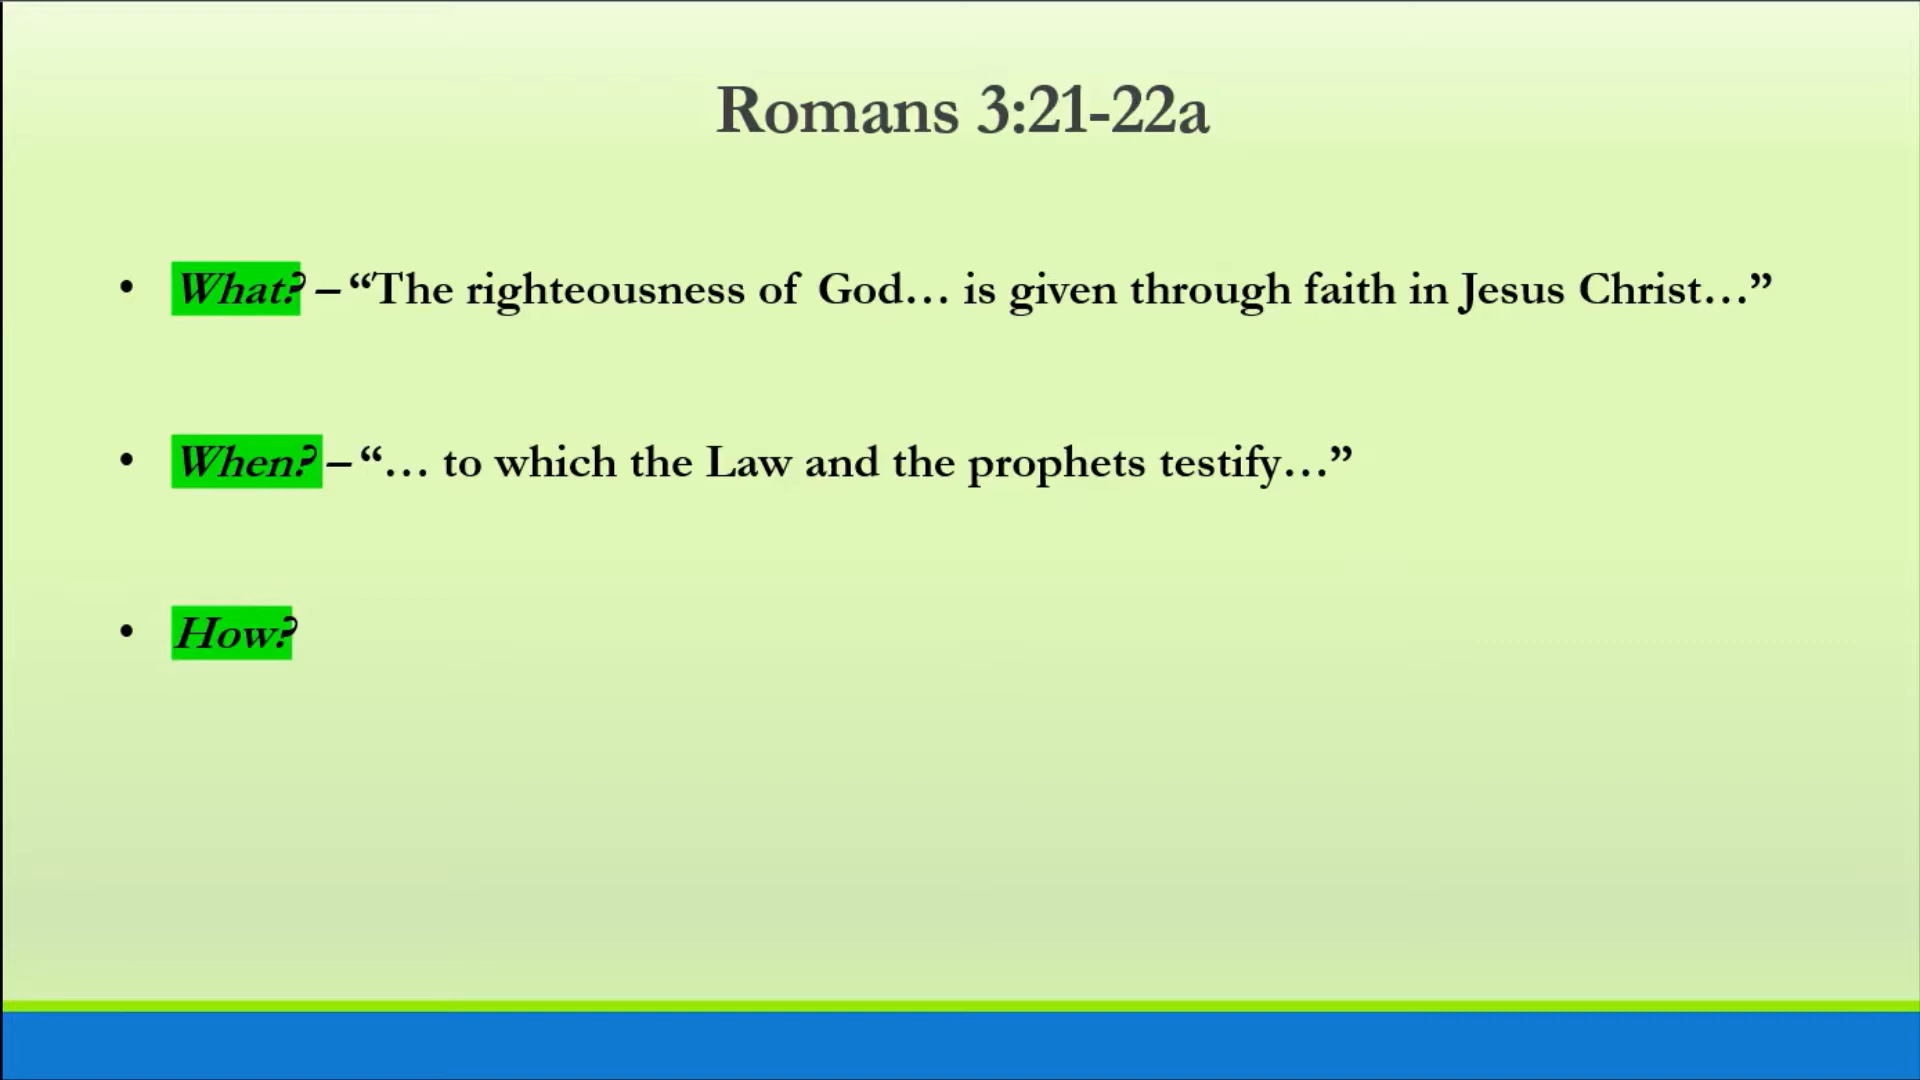 Romans 3:21-22a
• What? – “The righteousness of God… is given through faith in Jesus Christ…”
• When? – “… to which the Law and the prophets testify…”
• How?